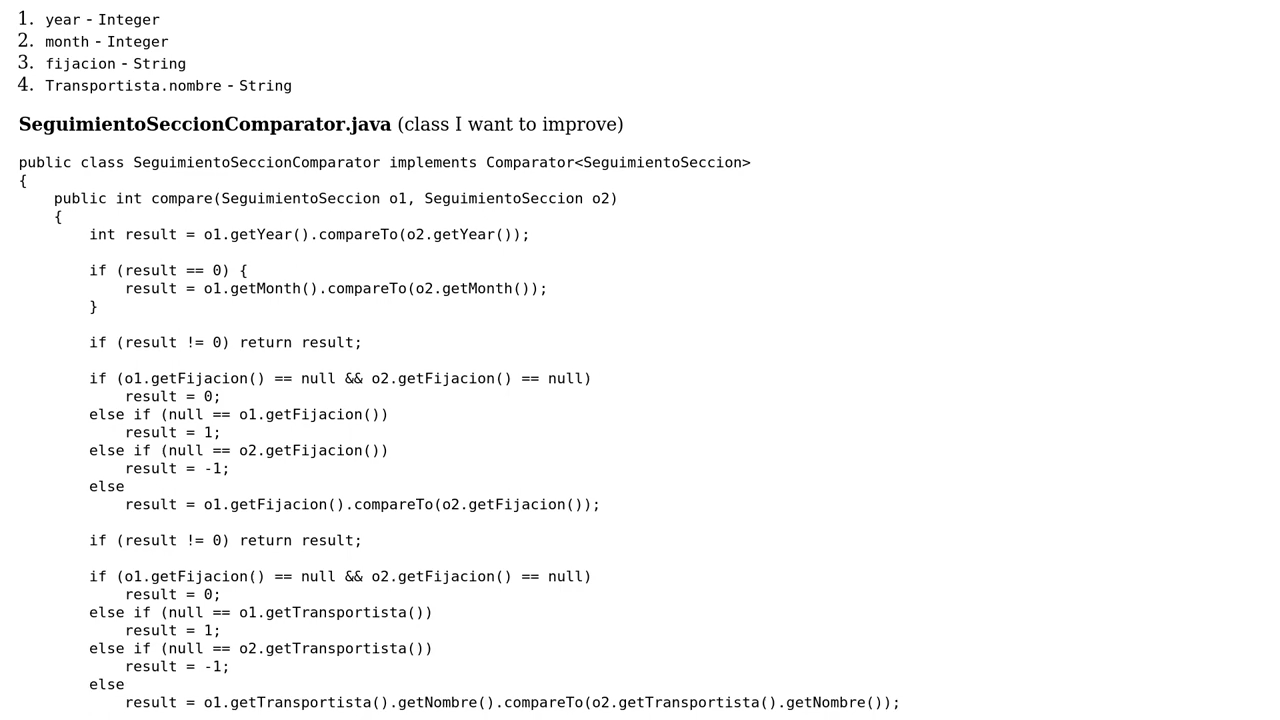 1. year - Integer
2. month - Integer
3. fijacion - String
4. Transportista.nombre - String
SeguimientoSeccionComparator.java (class I want to improve)
public class SeguimientoSeccionComparator implements Comparator<SeguimientoSeccion>
{
    public int compare(SeguimientoSeccion o1, SeguimientoSeccion o2)
    {
        int result = o1.getYear().compareTo(o2.getYear());

        if (result == 0) {
            result = o1.getMonth().compareTo(o2.getMonth());
        }

        if (result != 0) return result;

        if (o1.getFijacion() == null && o2.getFijacion() == null)
            result = 0;
        else if (null == o1.getFijacion())
            result = 1;
        else if (null == o2.getFijacion())
            result = -1;
        else
            result = o1.getFijacion().compareTo(o2.getFijacion());

        if (result != 0) return result;

        if (o1.getFijacion() == null && o2.getFijacion() == null)
            result = 0;
        else if (null == o1.getTransportista())
            result = 1;
        else if (null == o2.getTransportista())
            result = -1;
        else
            result = o1.getTransportista().getNombre().compareTo(o2.getTransportista().getNombre());